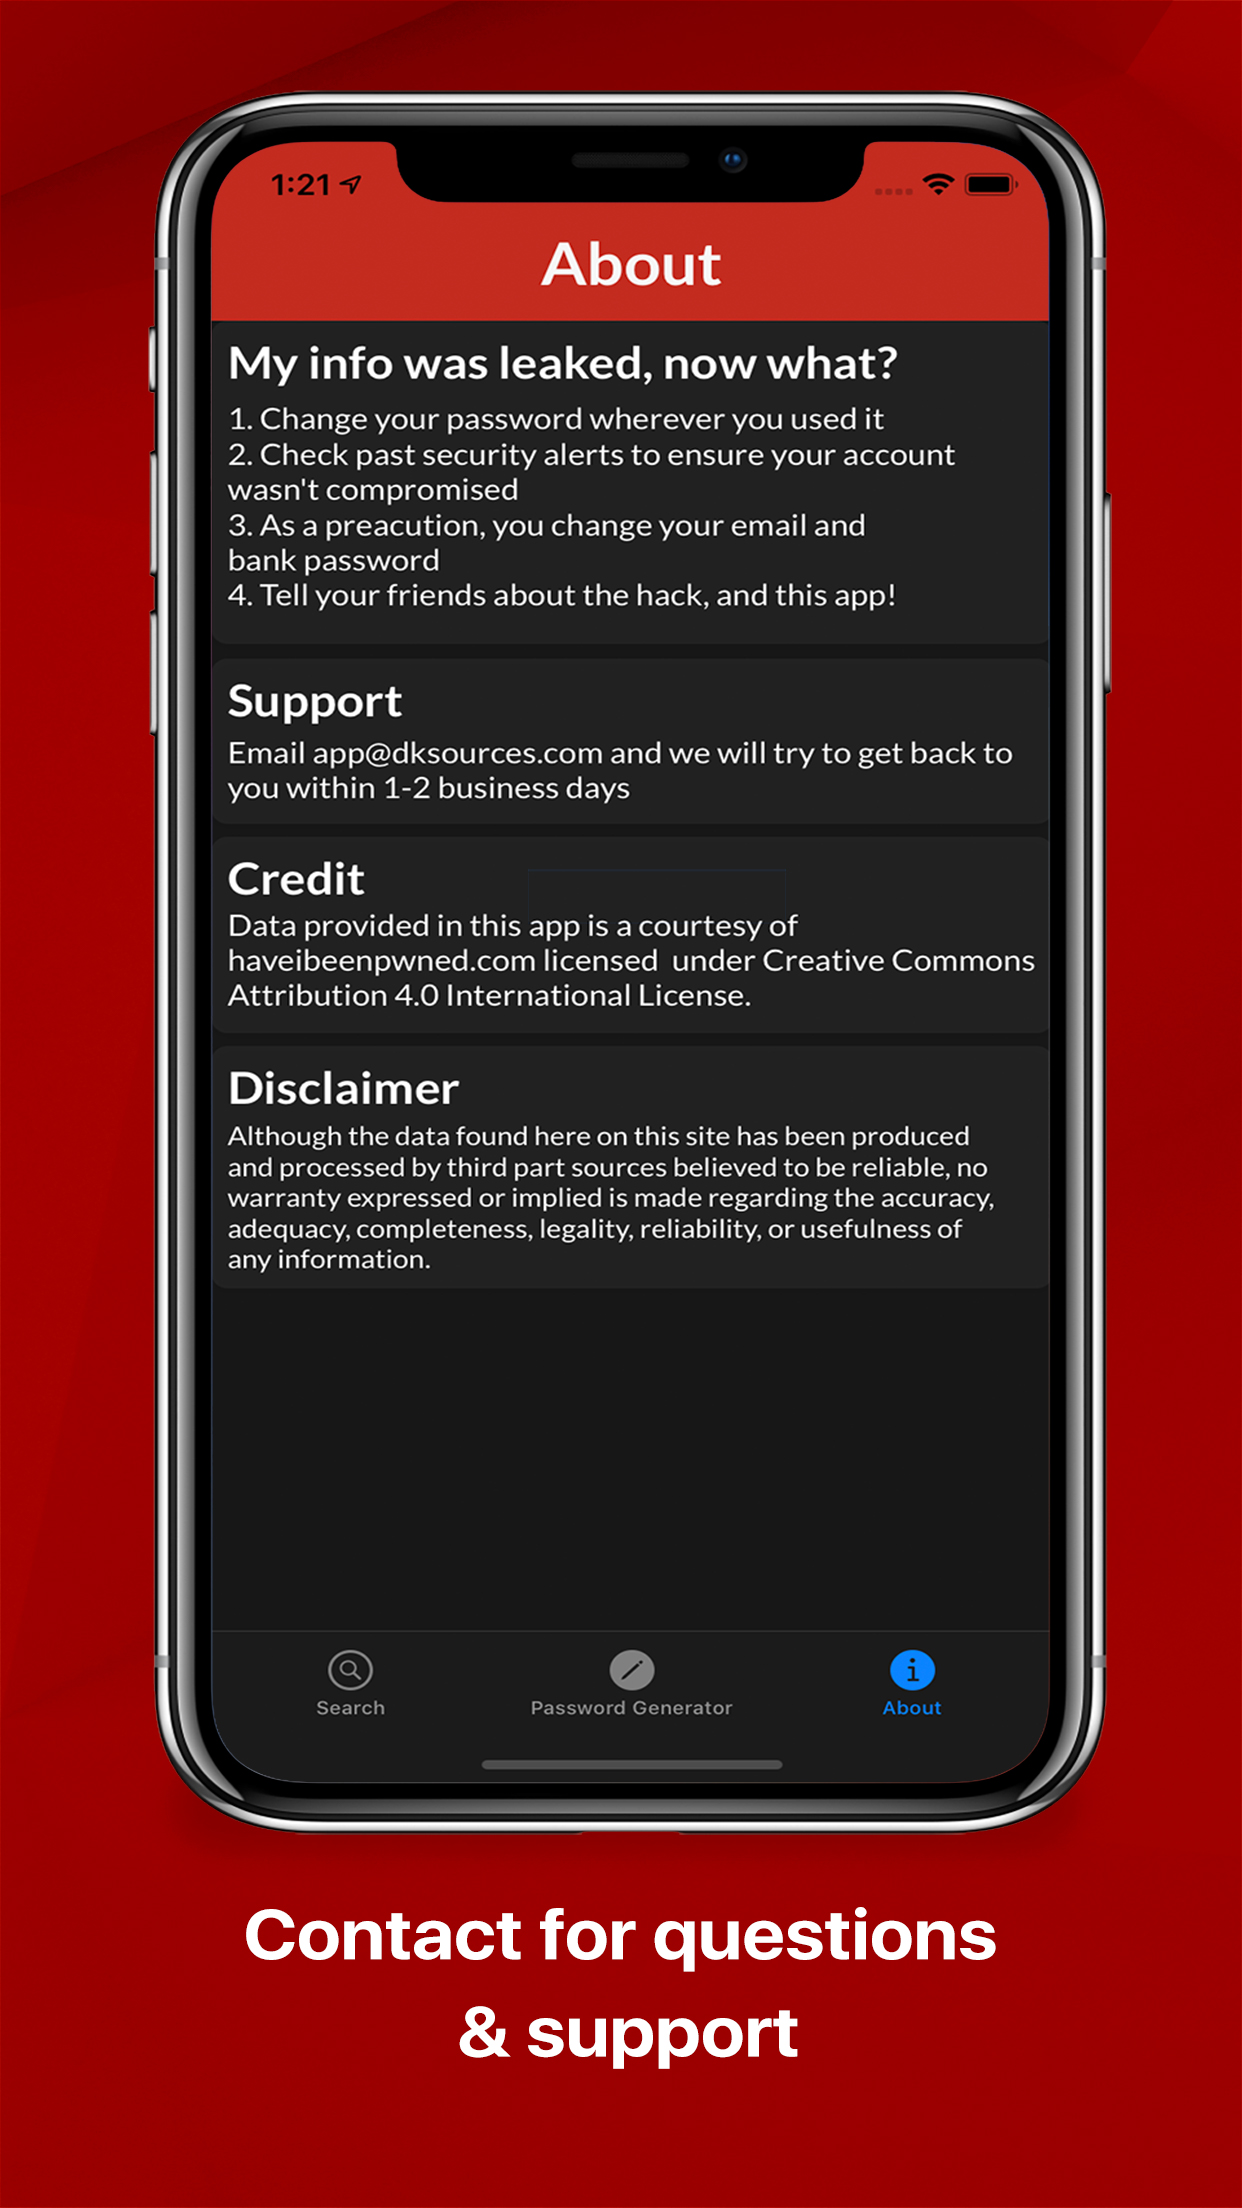 1:21
About
My info was leaked, now what?
1. Change your password wherever you used it
2. Check past security alerts to ensure your account
wasn't compromised
3. As a preacution, you change your email and
bank password
4. Tell your friends about the hack, and this app!
Support
Email app@dksources.com and we will try to get back to
you within 1-2 business days
Credit
Data provided in this app is a courtesy of
haveibeenpwned.com licensed  under Creative Commons
Attribution 4.0 International License.
Disclaimer
Although the data found here on this site has been produced
and processed by third part sources believed to be reliable, no
warranty expressed or implied is made regarding the accuracy,
adequacy, completeness, legality, reliability, or usefulness of
any information.
Search
Password Generator
About
Contact for questions
& support